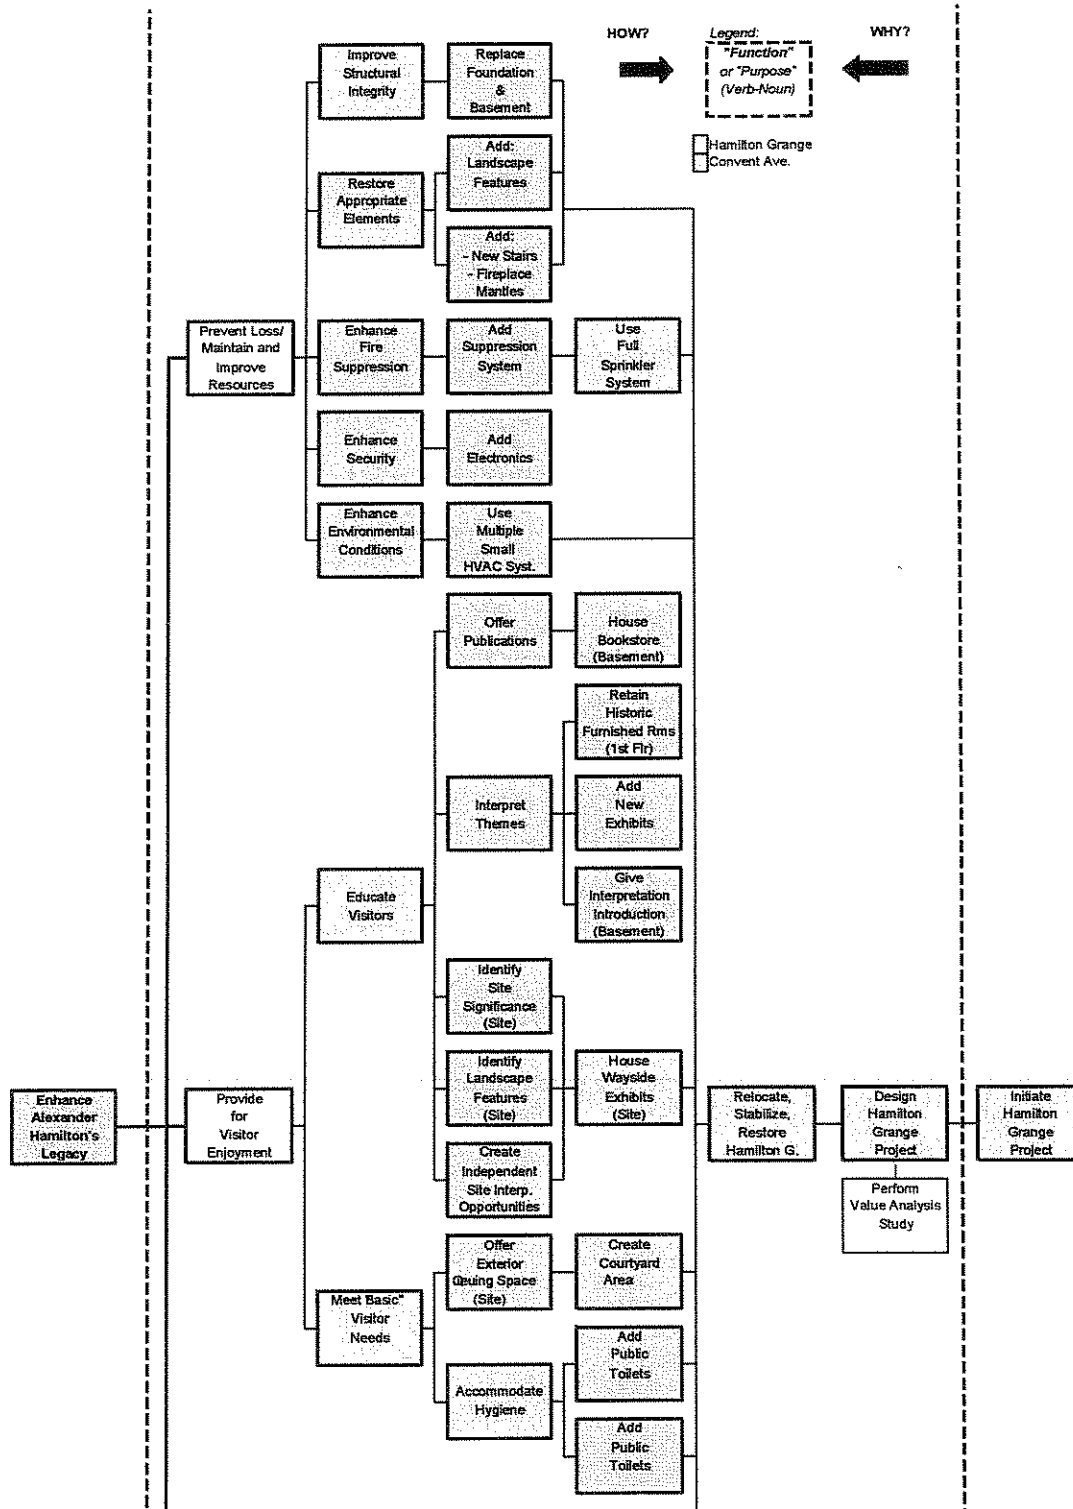 HOW?
Legend:
"Function"
or "Purpose"
(Verb-Noun)
WHY?
Hamilton Grange
Convent Ave.
Improve
Structural
Integrity
Replace
Foundation
&
Basement
Restore
Appropriate
Elements
Add:
Landscape
Features
Add:
- New Stairs
- Fireplace
Mantles
Prevent Loss/
Maintain and
Improve
Resources
Enhance
Fire
Suppression
Add
Suppression
System
Use
Full
Sprinkler
System
Enhance
Security
Add
Electronics
Enhance
Environmental
Conditions
Use
Multiple
Small
HVAC Syst.
Offer
Publications
House
Bookstore
(Basement)
Retain
Historic
Furnished Rms
(1st Flr)
Interpret
Themes
Add
New
Exhibits
Give
Interpretation
Introduction
(Basement)
Educate
Visitors
Identify
Site
Significance
(Site)
Identify
Landscape
Features
(Site)
House
Wayside
Exhibits
(Site)
Create
Independent
Site Interp.
Opportunities
Enhance
Alexander
Hamilton's
Legacy
Provide
for
Visitor
Enjoyment
Relocate,
Stabilize,
Restore
Hamilton G.
Design
Hamilton
Grange
Project
Initiate
Hamilton
Grange
Project
Perform
Value Analysis
Study
Offer
Exterior
Qeuing Space
(Site)
Create
Courtyard
Area
Meet Basic"
Visitor
Needs
Accommodate
Hygiene
Add
Public
Toilets
Add
Public
Toilets